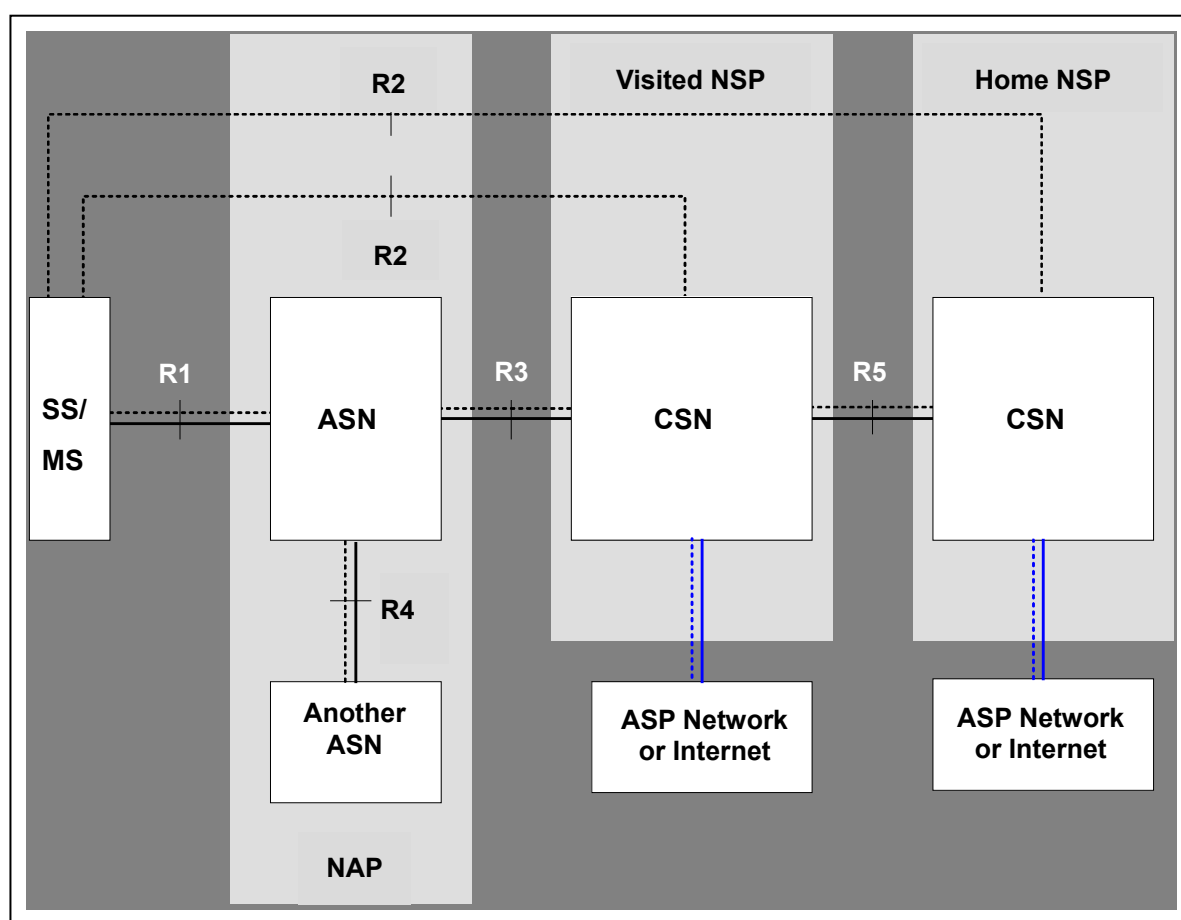 R2
Visited NSP
Home NSP
R2
R1
R3
R5
SS/
MS
ASN
CSN
CSN
R4
Another
ASN
ASP Network
or Internet
ASP Network
or Internet
NAP